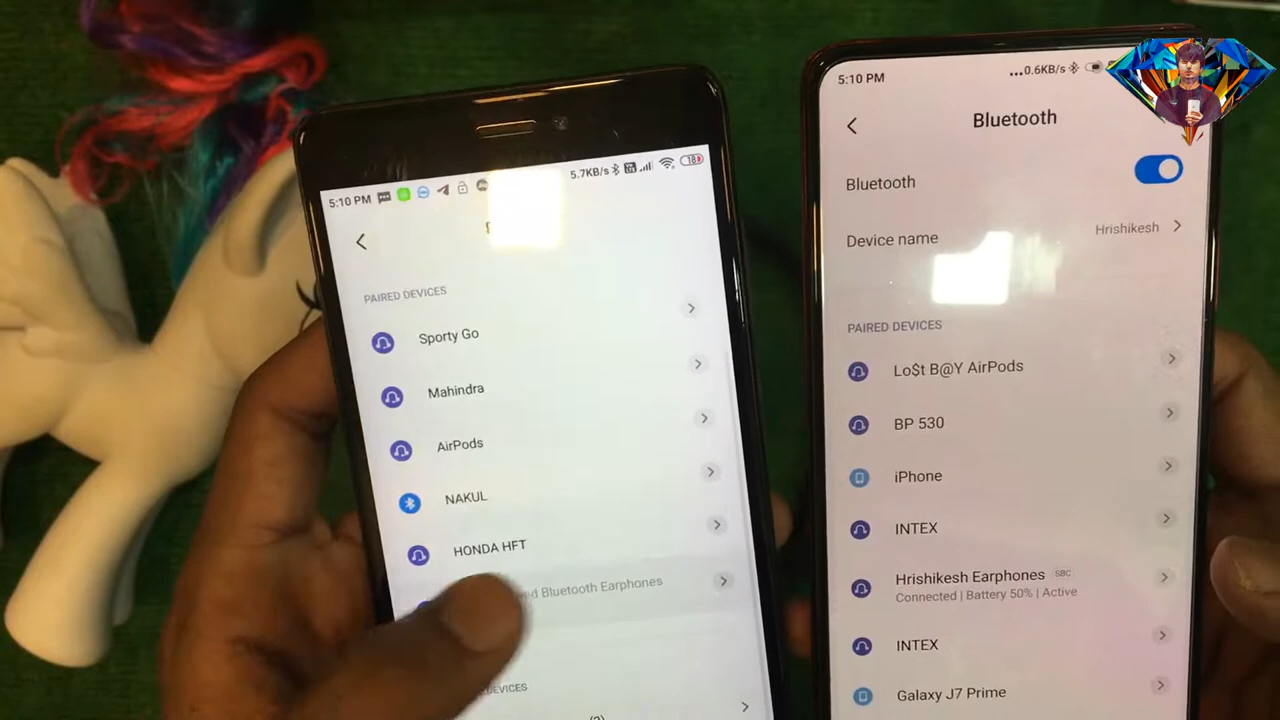 5:10 PM
5.7KB/s
18
PAIRED DEVICES
Sporty Go
Mahindra
AirPods
NAKUL
HONDA HFT
Bluetooth Earphones
5:10 PM
...0.6KB/s
Bluetooth
Bluetooth
Device name
Hrishikesh
PAIRED DEVICES
Lo$t B@Y AirPods
BP 530
iPhone
INTEX
Hrishikesh Earphones SBC
Connected | Battery 50% | Active
INTEX
Galaxy J7 Prime